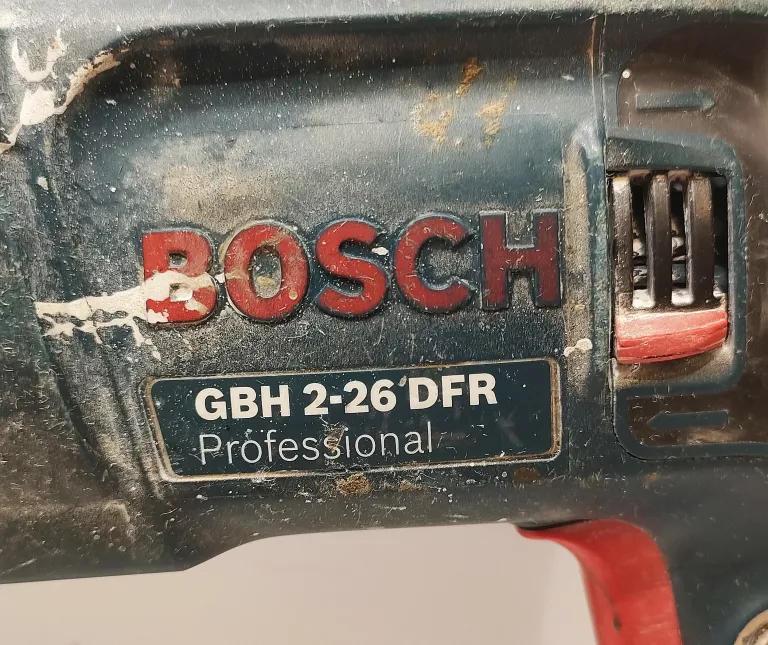 BOSCH
GBH 2-26 DFR
Professional